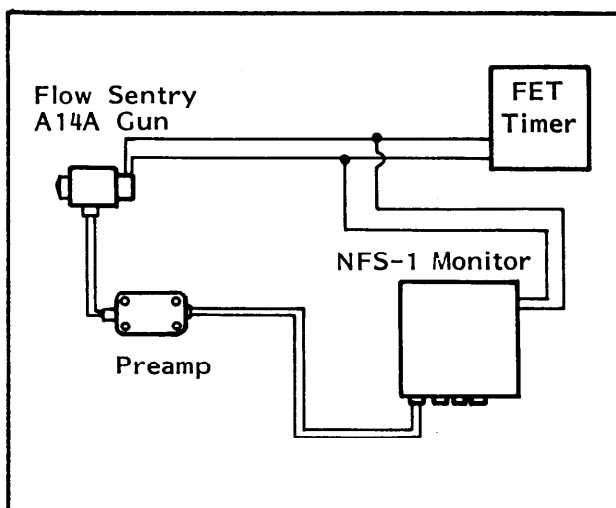 Flow Sentry
A14A Gun
FET
Timer
NFS-1 Monitor
Preamp